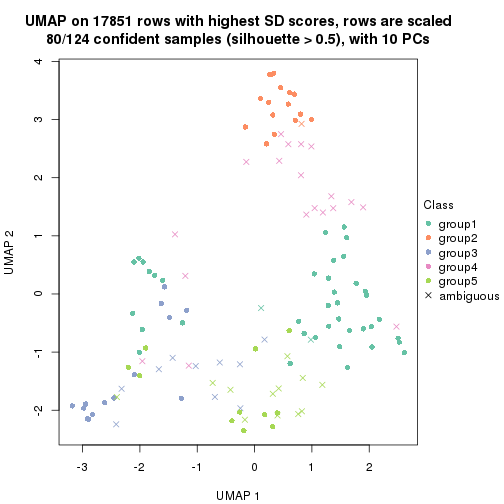 UMAP on 17851 rows with highest SD scores, rows are scaled
80/124 confident samples (silhouette > 0.5), with 10 PCs
4
3
2
1
0
-1
-2
UMAP 2
-3
-2
-1
0
1
2
UMAP 1
Class
group1
group2
group3
group4
group5
ambiguous